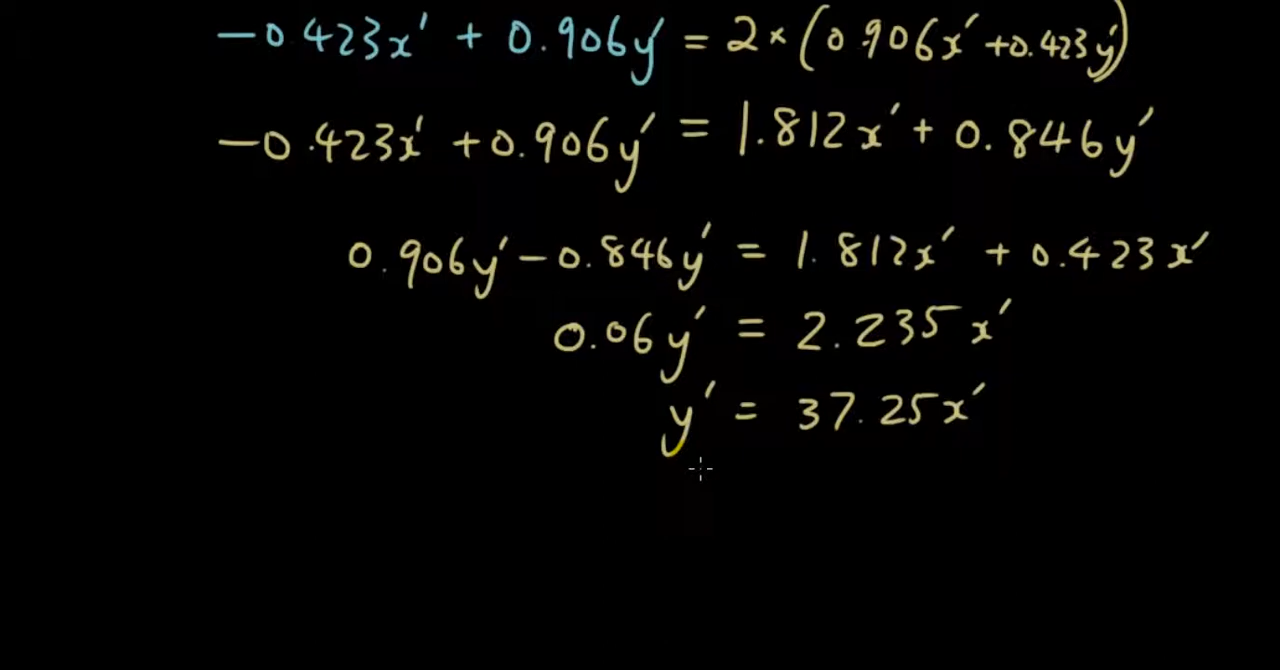 −0.423x′ + 0.906y′ = 2×(0.906x′+0.423y′)
−0.423x′ +0.906y′ = 1.812x′ + 0.846y′
0.906y′ − 0.846y′ = 1.812x′ + 0.423x′
0.06y′ = 2.235x′
y′ = 37.25x′